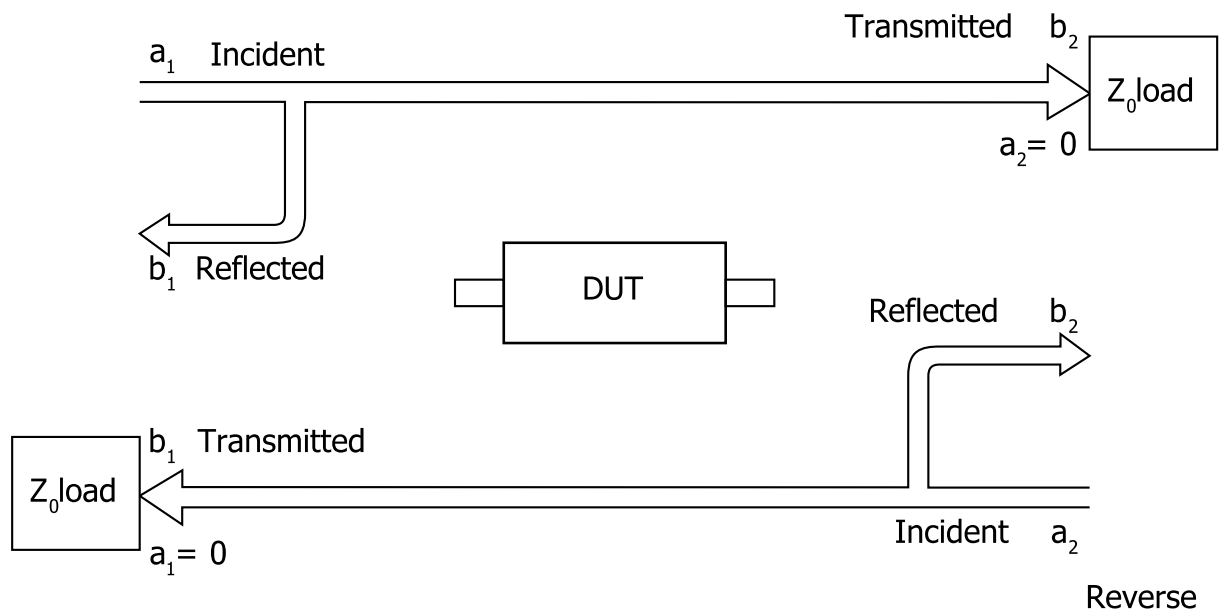 Transmitted b₂
a₁ Incident
Z₀load
a₂= 0
b₁ Reflected
DUT
Reflected b₂
b₁ Transmitted
Z₀load
Incident a₂
a₁= 0
Reverse